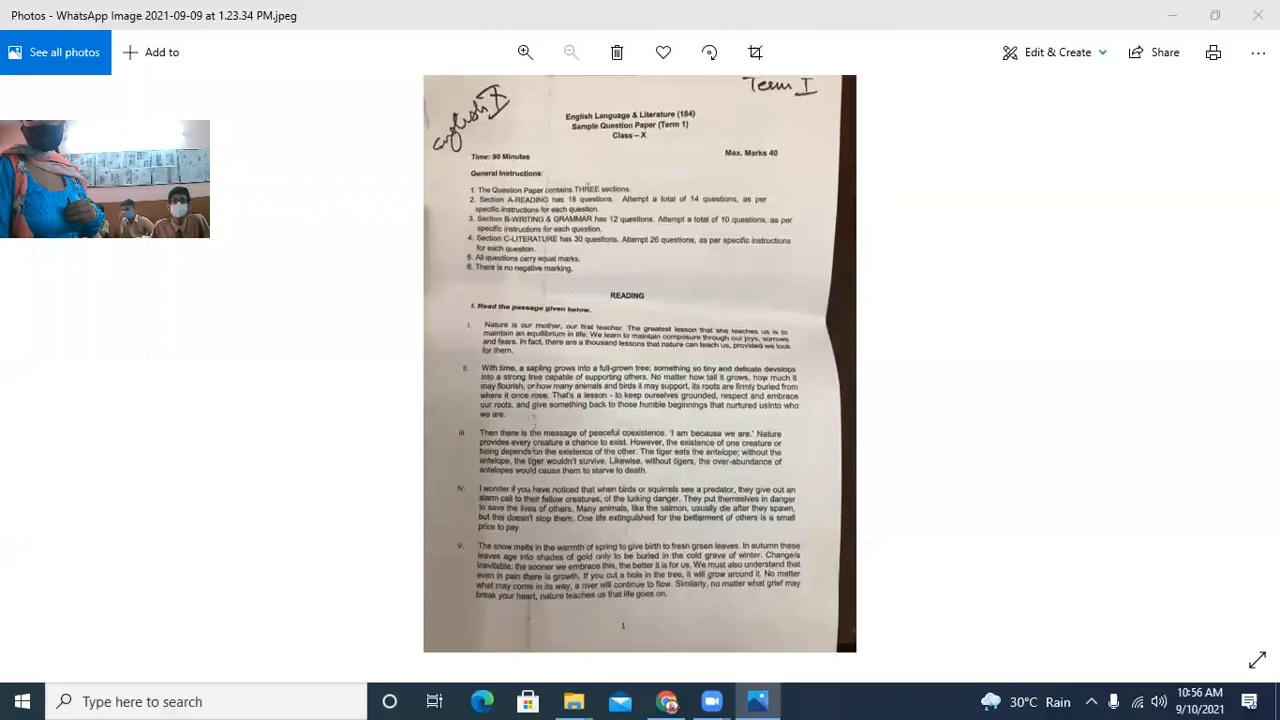 Photos - WhatsApp Image 2021-09-09 at 1.23.34 PM.jpeg
See all photos
Add to
Edit & Create
Share
English X
Term I
English Language & Literature (184)
Sample Question Paper (Term 1)
Class – X
Time: 90 Minutes
Max. Marks 40
General Instructions:
1. The Question Paper contains THREE sections.
2. Section A-READING has 18 questions. Attempt a total of 14 questions, as per
specific instructions for each question.
3. Section B-WRITING & GRAMMAR has 12 questions. Attempt a total of 10 questions, as per
specific instructions for each question.
4. Section C-LITERATURE has 30 questions. Attempt 26 questions, as per specific instructions
for each question.
5. All questions carry equal marks.
6. There is no negative marking.
READING
I. Read the passage given below.
i. Nature is our mother, our first teacher. The greatest lesson that she teaches us is to
maintain an equilibrium in life. We learn to maintain composure through our joys, sorrows
and fears. In fact, there are a thousand lessons that nature can teach us, provided we look
for them.
ii. With time, a sapling grows into a full-grown tree; something so tiny and delicate develops
into a strong tree capable of supporting others. No matter how tall it grows, how much it
may flourish, or how many animals and birds it may support, its roots are firmly buried from
where it once rose. That's a lesson - to keep ourselves grounded, respect and embrace
our roots, and give something back to those humble beginnings that nurtured usinto who
we are.
iii Then there is the message of peaceful coexistence. 'I am because we are.' Nature
provides every creature a chance to exist. However, the existence of one creature or
being depends on the existence of the other. The tiger eats the antelope; without the
antelope, the tiger wouldn't survive. Likewise, without tigers, the over-abundance of
antelopes would cause them to starve to death.
iv. I wonder if you have noticed that when birds or squirrels see a predator, they give out an
alarm call to their fellow creatures, of the lurking danger. They put themselves in danger
to save the lives of others. Many animals, like the salmon, usually die after they spawn,
but this doesn't stop them. One life extinguished for the betterment of others is a small
price to pay.
v. The snow melts in the warmth of spring to give birth to fresh green leaves. In autumn these
leaves age into shades of gold only to be buried in the cold grave of winter. Changeis
inevitable; the sooner we embrace this, the better it is for us. We must also understand that
even in pain there is growth. If you cut a hole in the tree, it will grow around it. No matter
what may come in its way, a river will continue to flow. Similarly, no matter what grief may
break your heart, nature teaches us that life goes on.
1
Type here to search
30°C Rain
10:36 AM
9/10/2021